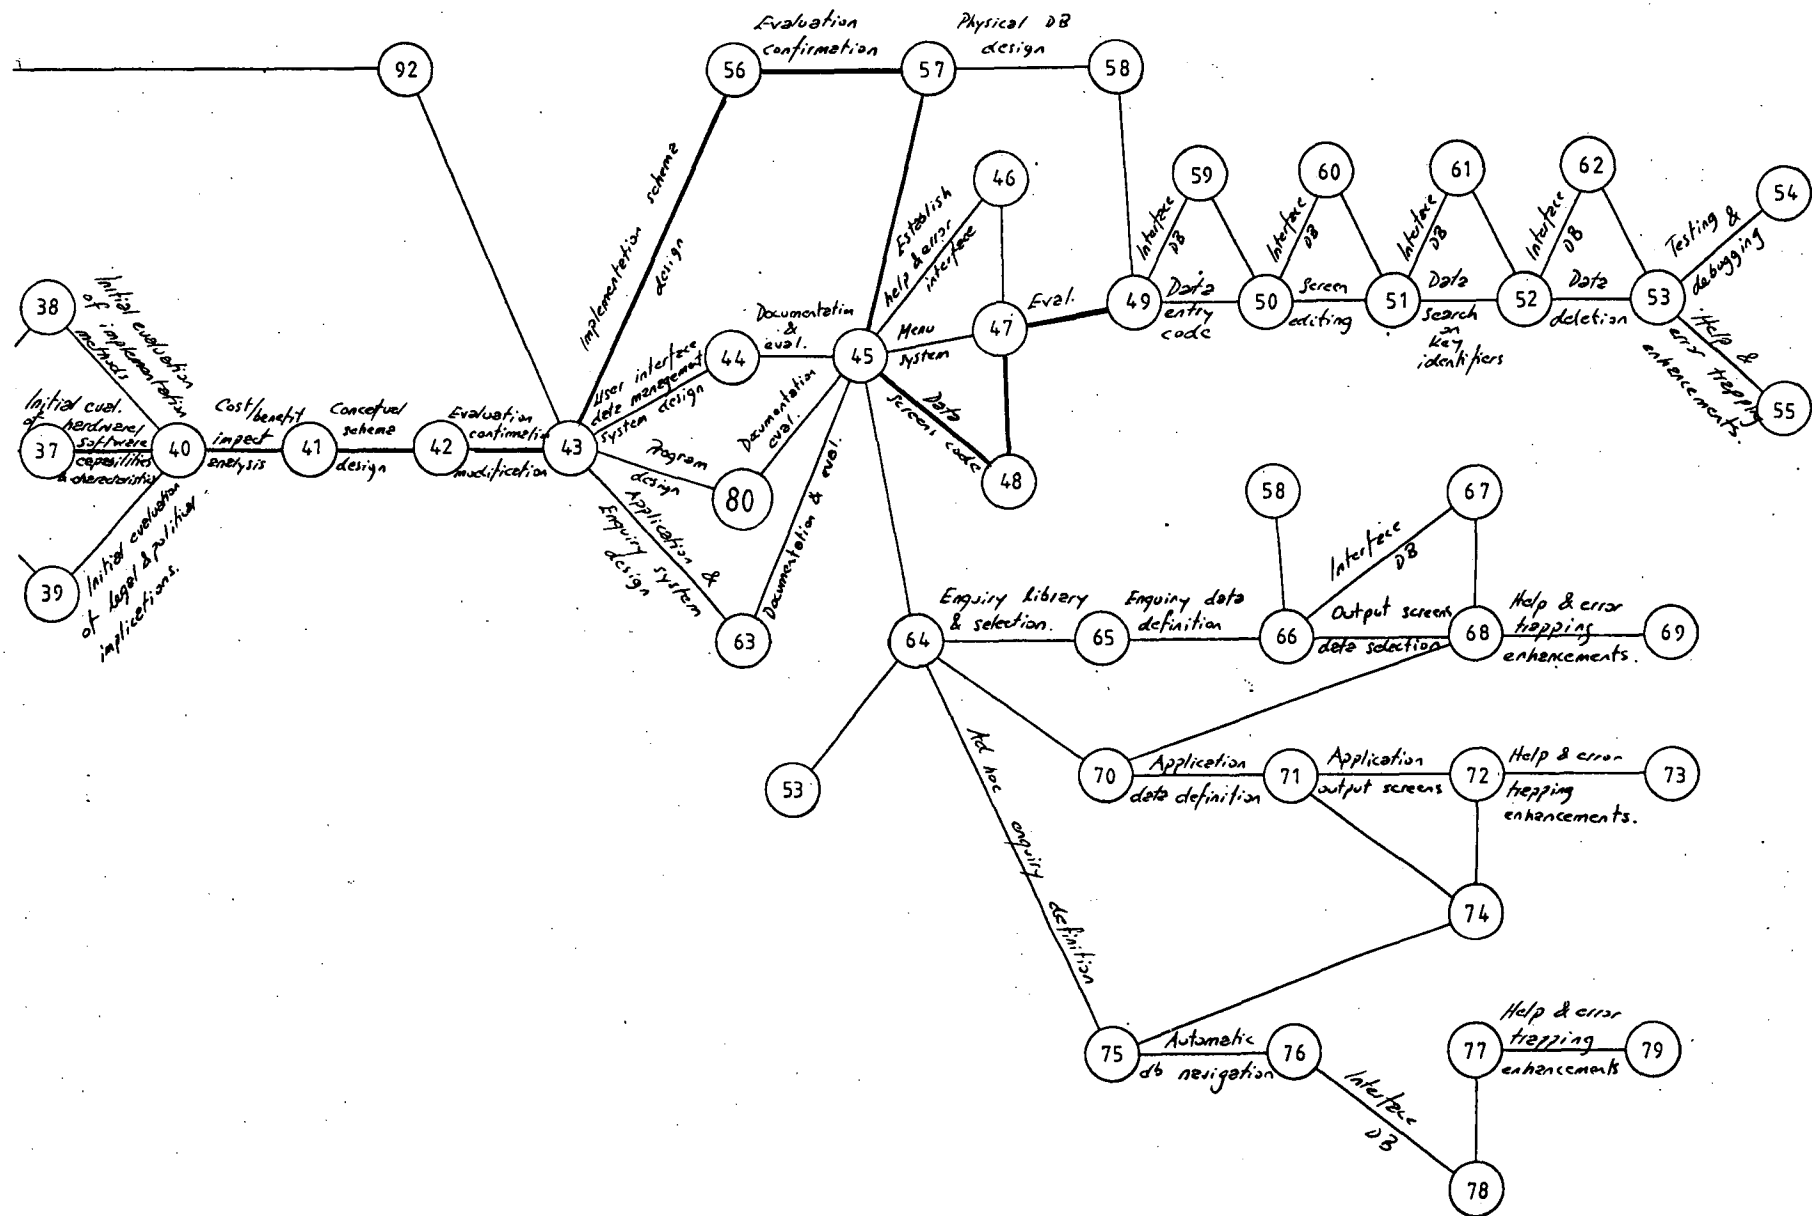 Evaluation
confirmation
Physical DB
design
92
56
57
58
Implementation scheme
design
Establish
help & error
interface
46
Interface
DB
59
Interface
DB
60
Interface
DB
61
Interface
DB
62
Testing &
debugging
54
38
Initial evaluation
of implementation
methods
Initial eval.
of hardware/
software
capabilities
& characteristics
37
40
Cost/benefit
impact
analysis
41
Conceptual
scheme
design
42
Evaluation
confirmation
modification
43
User interface
data management
system design
44
Documentation
&
eval.
45
Menu
system
47
Eval.
49
Data
entry
code
50
Screen
editing
51
Data
search
on
key
identifiers
52
Data
deletion
53
Help &
error trapping
enhancements.
55
Data
screens code
48
Program
design
80
Documentation
eval.
Application &
Enquiry system
design
63
Documentation & eval.
39
Initial evaluation
of legal & political
implications.
58
Interface
DB
67
64
Enquiry library
& selection.
65
Enquiry data
definition
66
Output screens
data selection
68
Help & error
trapping
enhancements.
69
53
Ad hoc enquiry definition
70
Application
data definition
71
Application
output screens
72
Help & error
trapping
enhancements.
73
74
75
Automatic
db navigation
76
Interface
DB
77
Help & error
trapping
enhancements
79
78